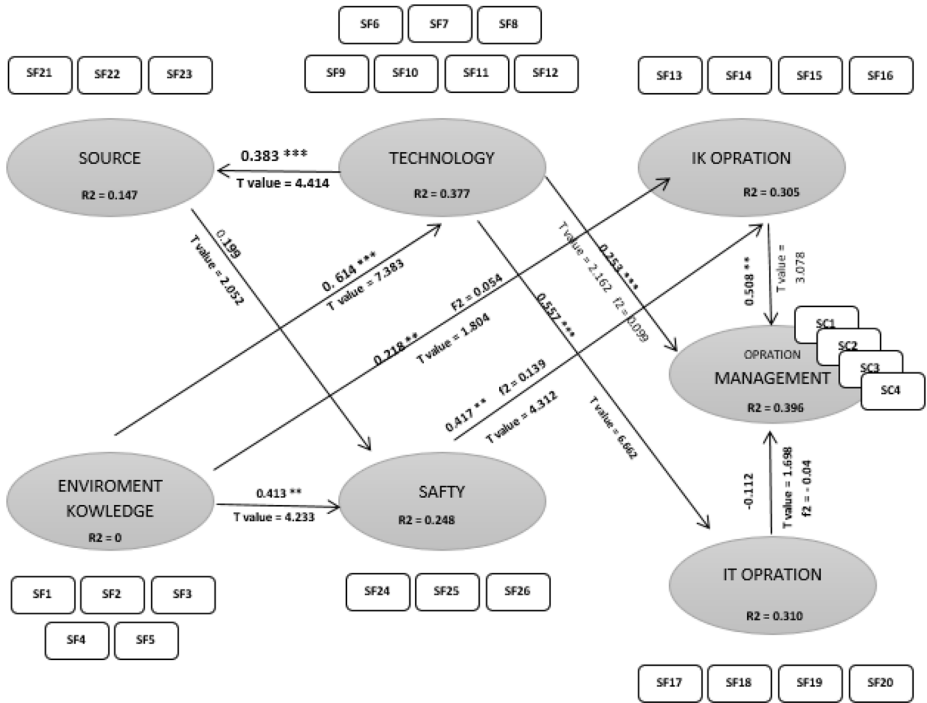 SF6
SF7
SF8
SF21
SF22
SF23
SF9
SF10
SF11
SF12
SF13
SF14
SF15
SF16
SOURCE
R2 = 0.147
0.383 ***
T value = 4.414
TECHNOLOGY
R2 = 0.377
IK OPRATION
R2 = 0.305
0.199
T value = 2.052
0. 614 ***
T value = 7.383
F2 = 0.054
0.218 **
T value = 1.804
0.253 ***
T value = 2.162 f2 = 0.099
0.557 ***
T value = 6.662
0.417 ** f2 = 0.139
T value = 4.312
0.508 **
T value =
3.078
SC1
SC2
SC3
SC4
OPRATION
MANAGEMENT
R2 = 0.396
ENVIROMENT
KOWLEDGE
R2 = 0
0.413 **
T value = 4.233
SAFTY
R2 = 0.248
-0.112
T value = 1.698
f2 = - 0.04
IT OPRATION
R2 = 0.310
SF1
SF2
SF3
SF4
SF5
SF24
SF25
SF26
SF17
SF18
SF19
SF20